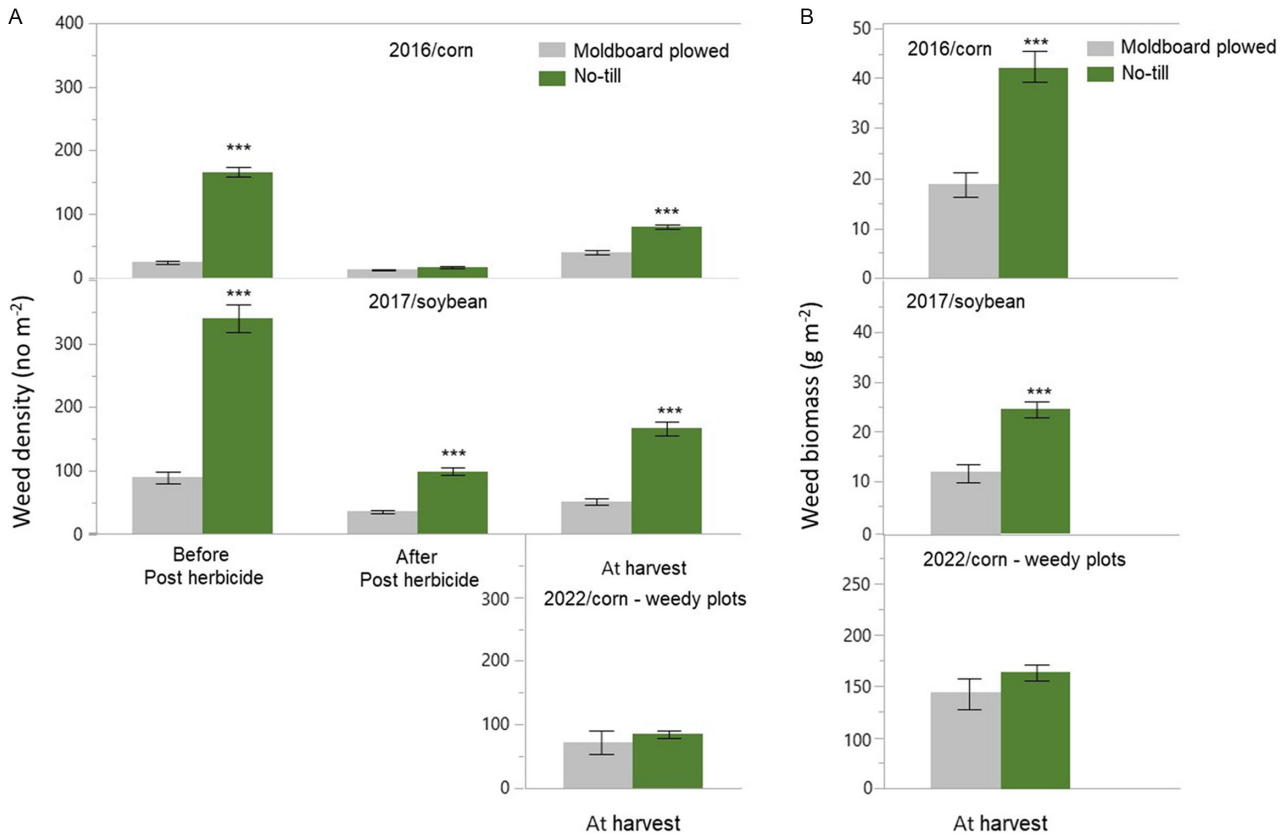 A
Weed density (no m⁻²)
400
300
200
100
0
2016/corn
Moldboard plowed
No-till
***
***
300
200
100
0
2017/soybean
***
***
***
Before
Post herbicide
After
Post herbicide
At harvest
300
200
100
0
2022/corn - weedy plots
At harvest
B
Weed biomass (g m⁻²)
50
40
50
20
10
0
2016/corn
***
Moldboard plowed
No-till
40
30
20
10
0
2017/soybean
***
250
200
150
100
0
2022/corn - weedy plots
At harvest